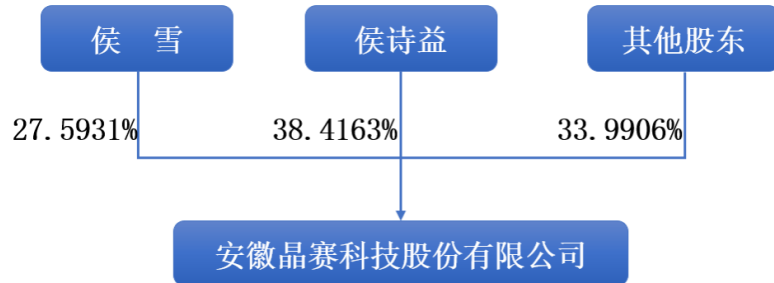 侯 雪
侯诗益
其他股东
27.5931%
38.4163%
33.9906%
安徽晶赛科技股份有限公司